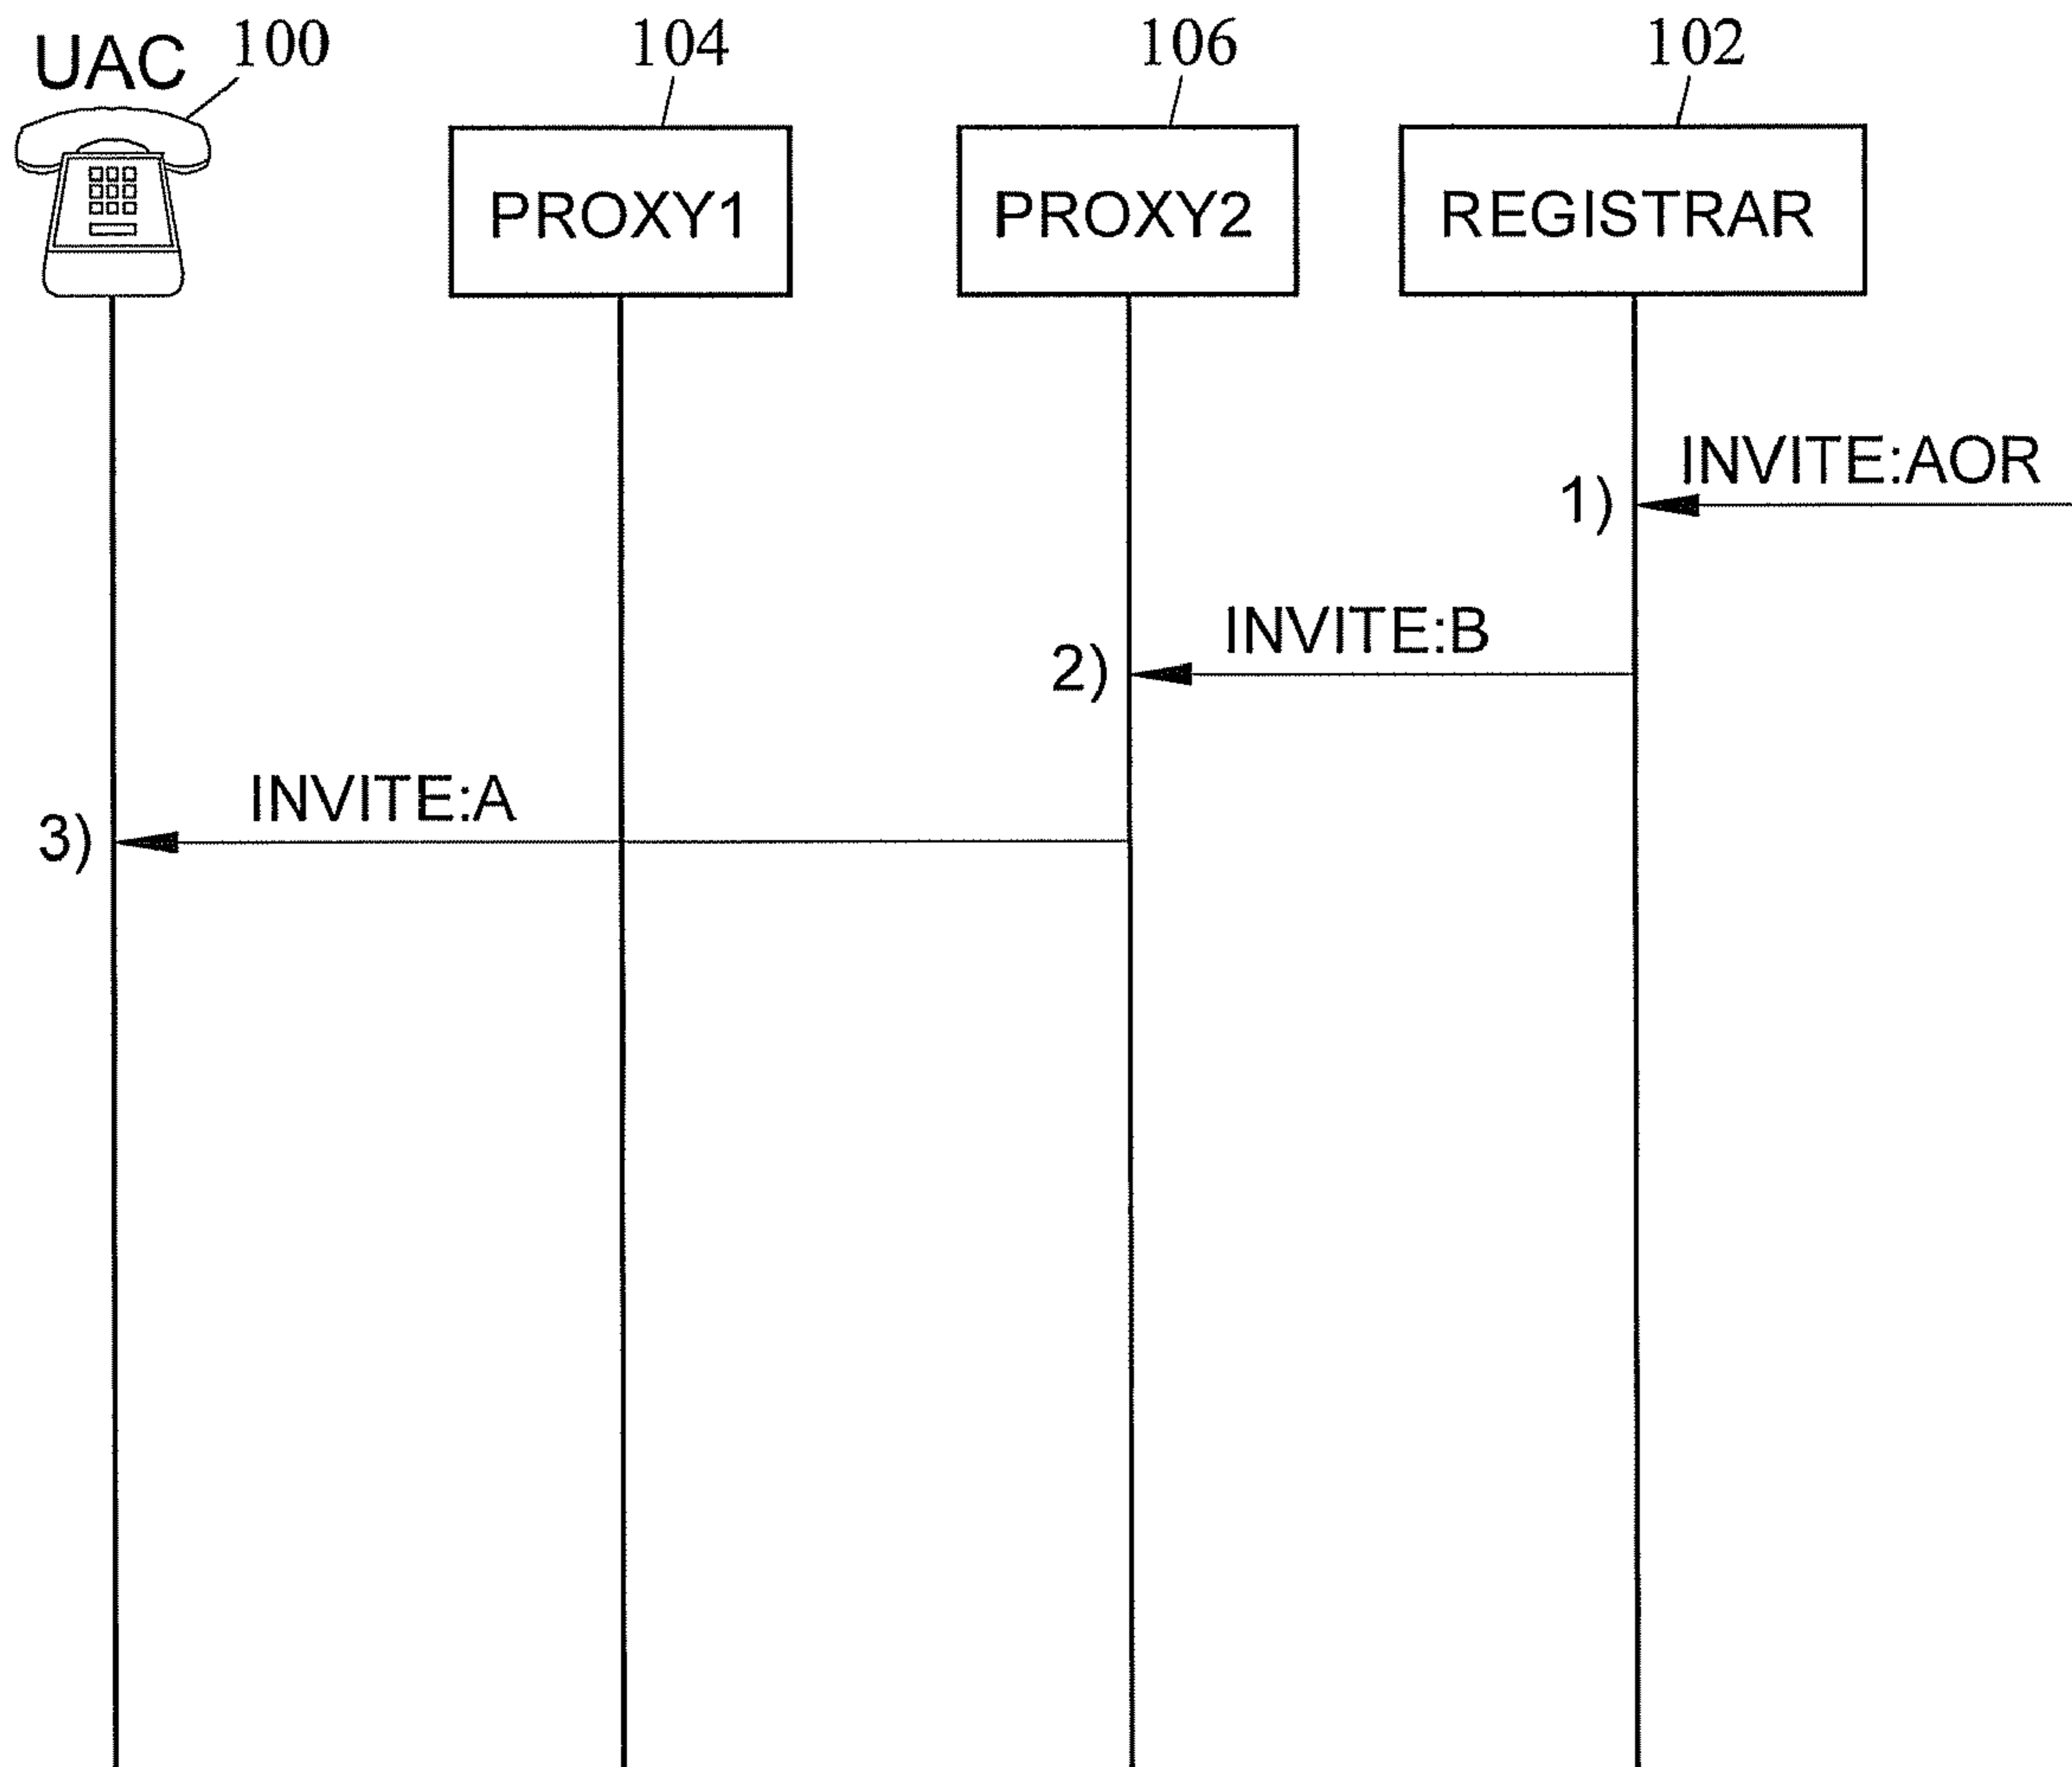 UAC 100 104 106 102
PROXY1 PROXY2 REGISTRAR
INVITE:AOR
1)
INVITE:B
2)
INVITE:A
3)